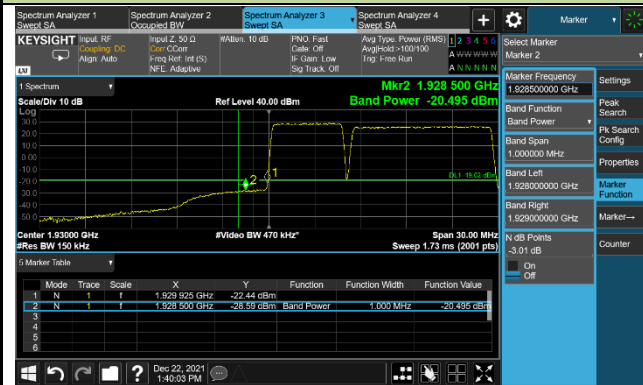 Spectrum Analyzer 1
Swept SA
Spectrum Analyzer 2
Occupied BW
Spectrum Analyzer 3
Swept SA
Spectrum Analyzer 4
Swept SA
+
Marker
KEYSIGHT
Input: RF
Coupling: DC
Align: Auto
Input Z: 50 Ω
Corr CCorr
Freq Ref: Int (S)
NFE: Adaptive
#Atten: 10 dB
PNO: Fast
Gate: Off
IF Gain: Low
Sig Track: Off
Avg Type: Power (RMS)
Avg|Hold:>100/100
Trig: Free Run
1 2 3 4 5 6
A W W W W W
A N N N N N
LXI
Select Marker
Marker 2
1 Spectrum
Scale/Div 10 dB
Log
Ref Level 40.00 dBm
Mkr2 1.928 500 GHz
Band Power -20.495 dBm
30.0
20.0
10.0
0.00
-10.0
-20.0
-30.0
-40.0
-50.0
2
1
DL1 -19.02 dBm
Center 1.93000 GHz
#Res BW 150 kHz
#Video BW 470 kHz*
Span 30.00 MHz
Sweep 1.73 ms (2001 pts)
5 Marker Table
Mode Trace Scale X Y Function Function Width Function Value
1 N 1 f 1.929 925 GHz -22.44 dBm
2 N 1 f 1.928 500 GHz -28.59 dBm Band Power 1.000 MHz -20.495 dBm
3
4
5
6
Marker Frequency
1.928500000 GHz
Band Function
Band Power
Band Span
1.000000 MHz
Band Left
1.928000000 GHz
Band Right
1.929000000 GHz
N dB Points
-3.01 dB
On
Off
Settings
Peak
Search
Pk Search
Config
Properties
Marker
Function
Marker→
Counter
?
Dec 22, 2021
1:40:03 PM